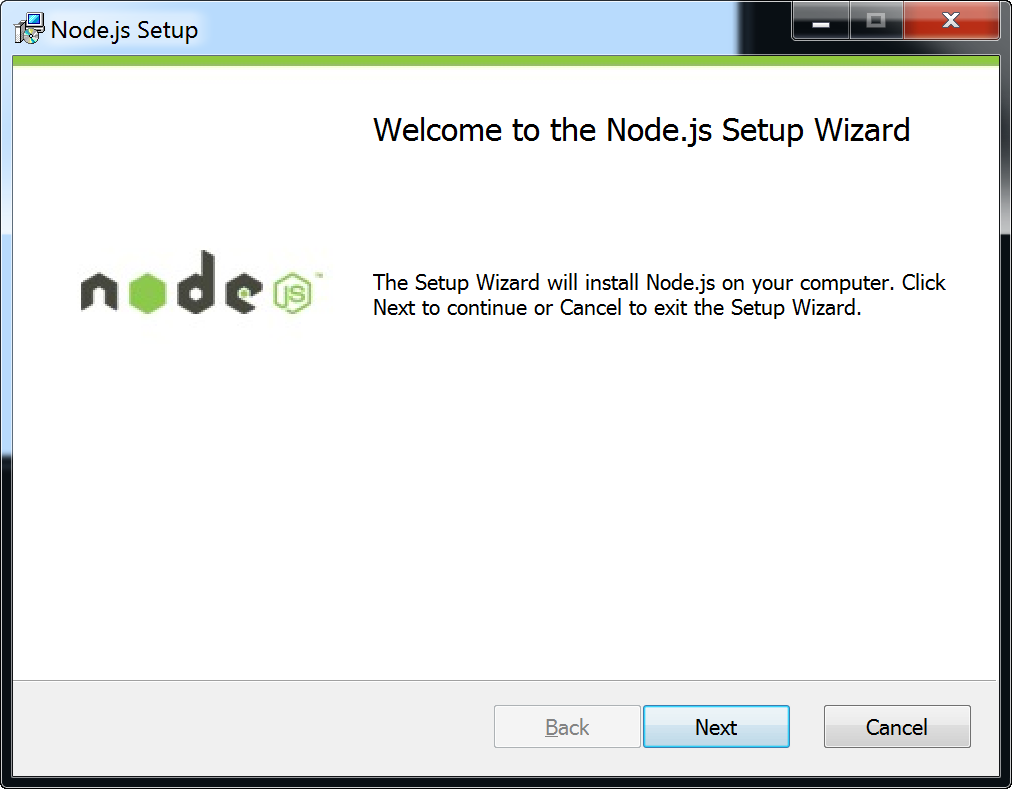 Node.js Setup
Welcome to the Node.js Setup Wizard
node JS™
The Setup Wizard will install Node.js on your computer. Click
Next to continue or Cancel to exit the Setup Wizard.
Back
Next
Cancel